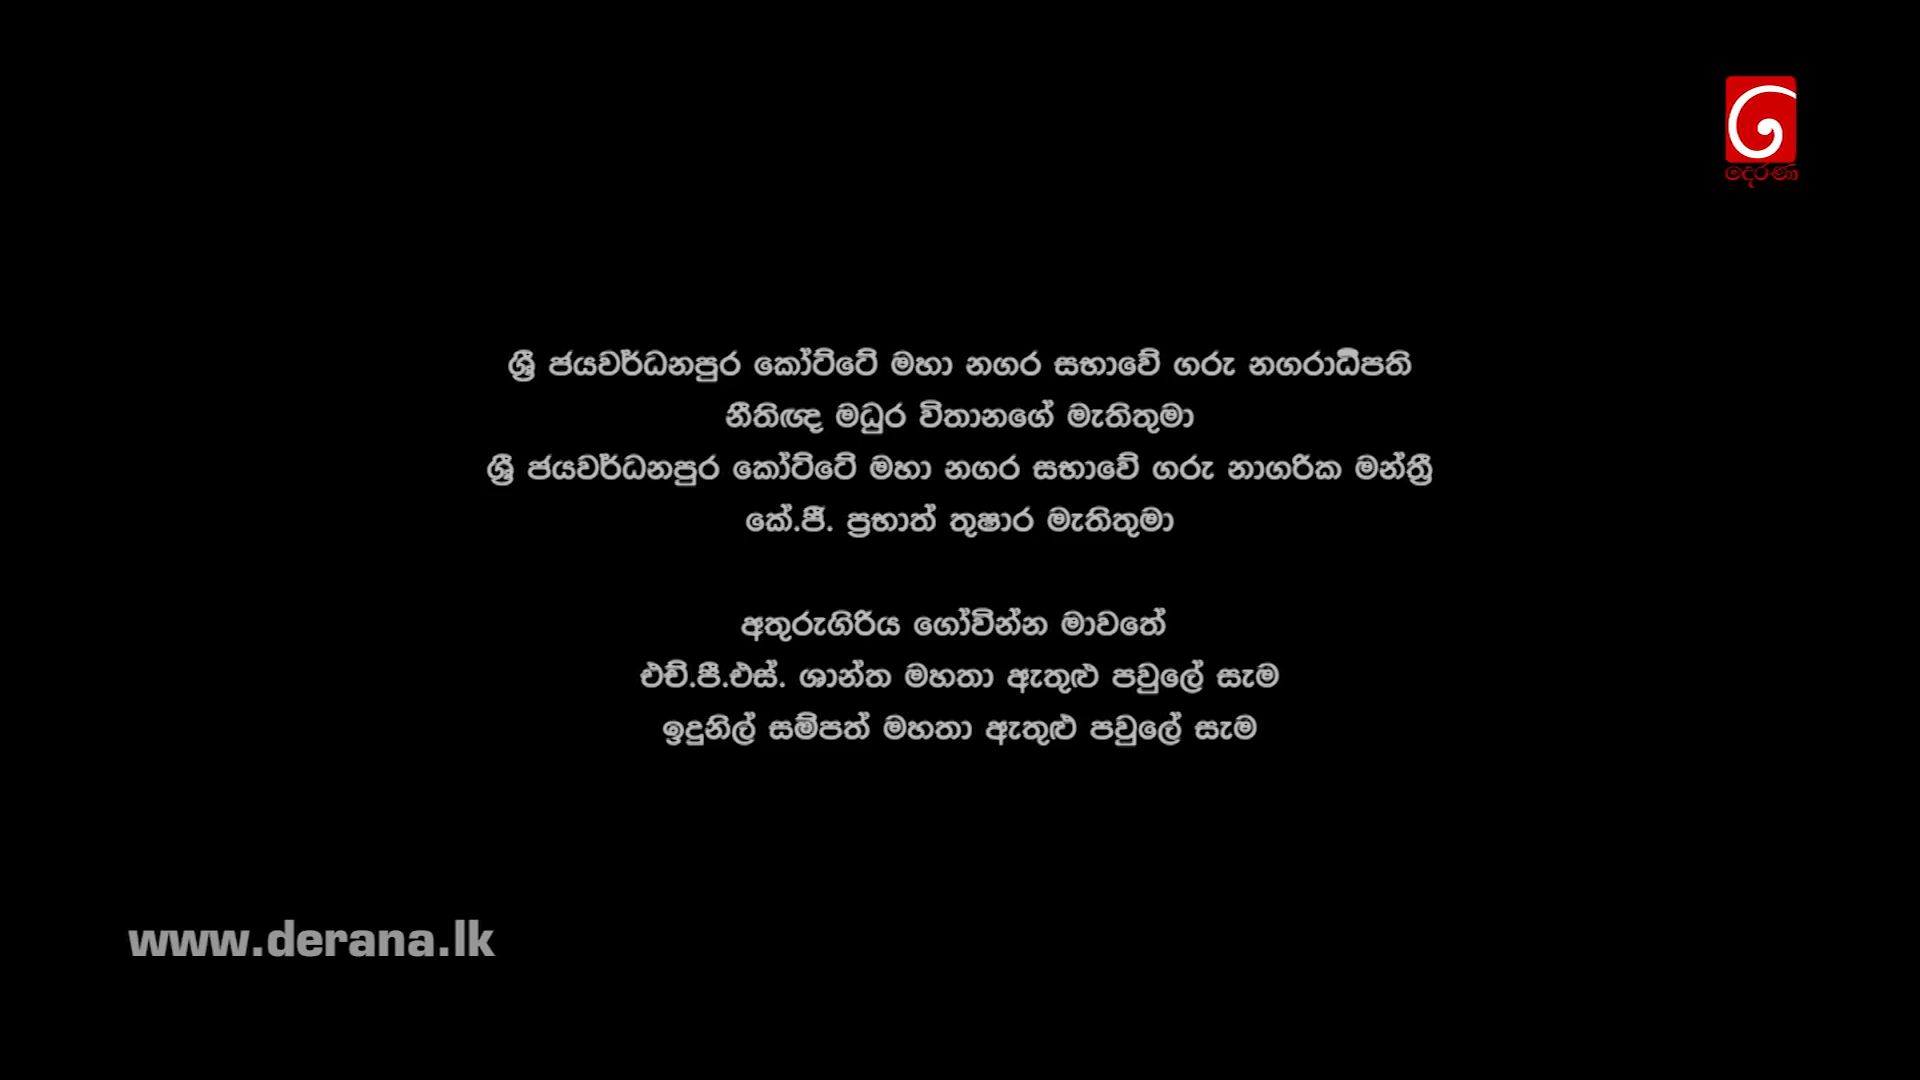 දෙරණ
ශ්‍රී ජයවර්ධනපුර කෝට්ටේ මහා නගර සභාවේ ගරු නගරාධිපති
නීතිඥ මධුර විතානගේ මැතිතුමා
ශ්‍රී ජයවර්ධනපුර කෝට්ටේ මහා නගර සභාවේ ගරු නාගරික මන්ත්‍රී
කේ.ජී. ප්‍රභාත් තුෂාර මැතිතුමා
අතුරුගිරිය ගෝවින්න මාවතේ
එච්.පී.එස්. ශාන්ත මහතා ඇතුළු පවුලේ සැම
ඉදුනිල් සම්පත් මහතා ඇතුළු පවුලේ සැම
www.derana.lk